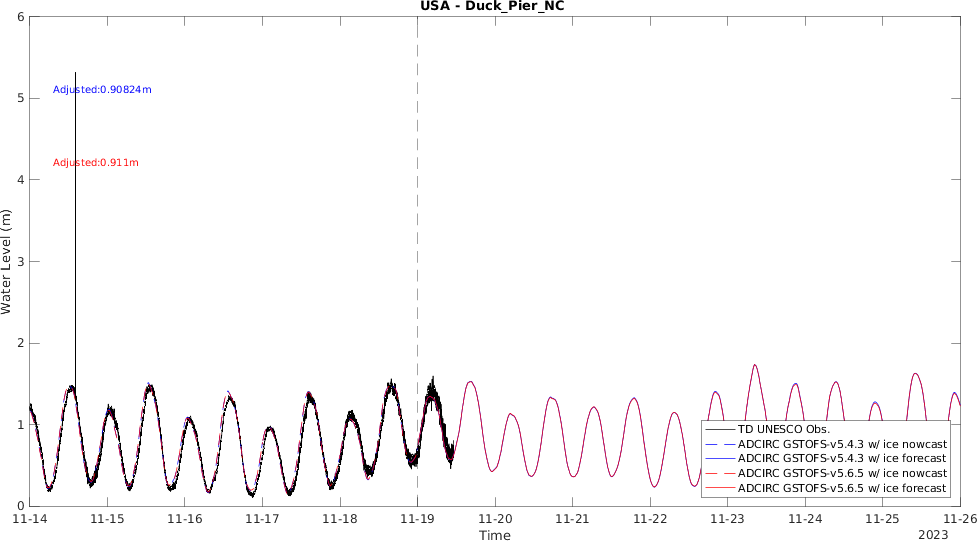 USA - Duck_Pier_NC
6
5
4
3
2
1
0
Water Level (m)
Adjusted:0.90824m
Adjusted:0.911m
TD UNESCO Obs.
ADCIRC GSTOFS-v5.4.3 w/ ice nowcast
ADCIRC GSTOFS-v5.4.3 w/ ice forecast
ADCIRC GSTOFS-v5.6.5 w/ ice nowcast
ADCIRC GSTOFS-v5.6.5 w/ ice forecast
11-14 11-15 11-16 11-17 11-18 11-19 11-20 11-21 11-22 11-23 11-24 11-25 11-26
Time
2023